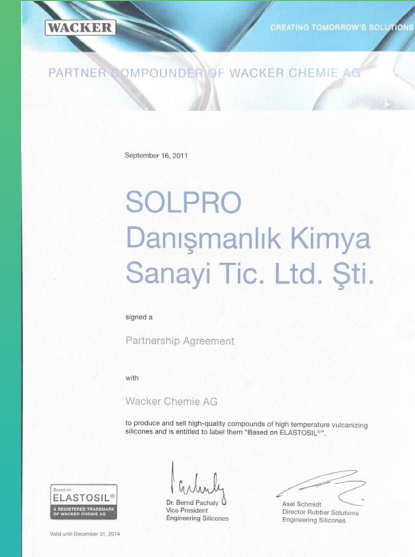 WACKER
CREATING TOMORROW'S SOLUTIONS
PARTNER COMPOUNDER OF WACKER CHEMIE AG
September 16, 2011
SOLPRO
Danışmanlık Kimya
Sanayi Tic. Ltd. Şti.
signed a
Partnership Agreement
with
Wacker Chemie AG
to produce and sell high-quality compounds of high temperature vulcanizing
silicones and is entitled to label them "Based on ELASTOSIL®".
Based on
ELASTOSIL®
A REGISTERED TRADEMARK
OF WACKER CHEMIE AG
Valid until December 31, 2014
Dr. Bernd Pachaly
Vice President
Engineering Silicones
Axel Schmidt
Director Rubber Solutions
Engineering Silicones